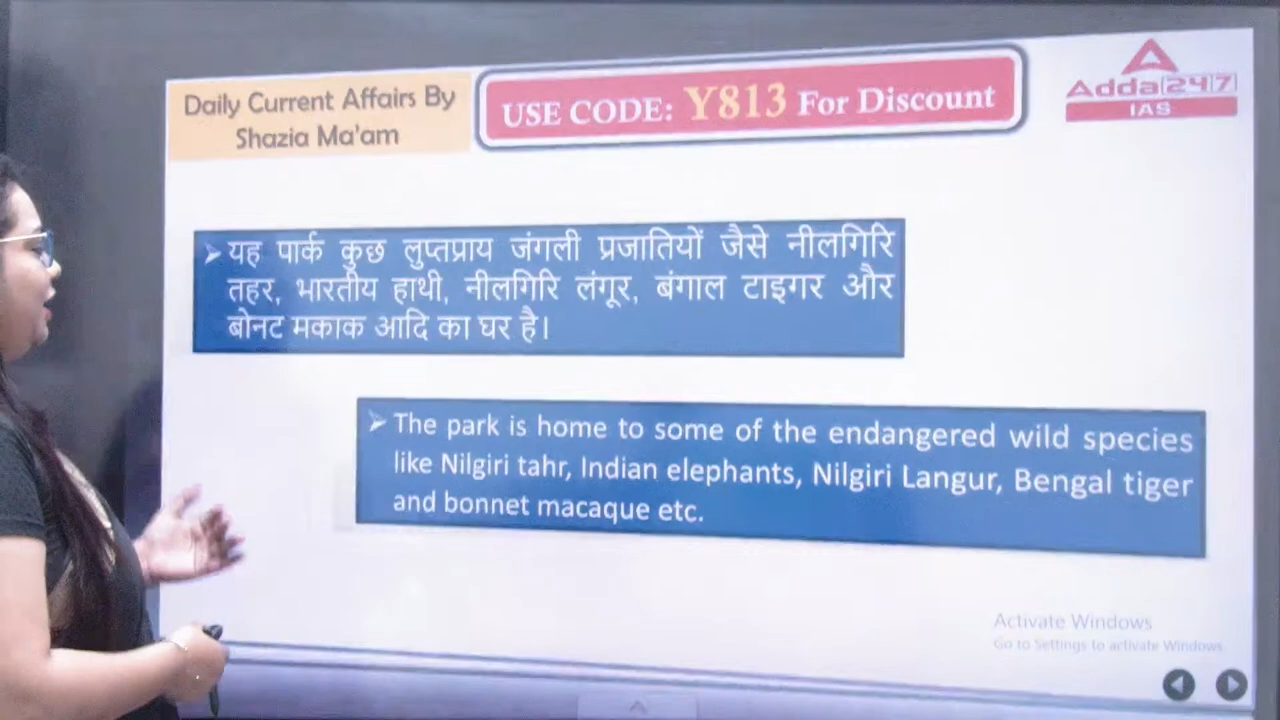 Daily Current Affairs By
Shazia Ma'am
USE CODE: Y813 For Discount
Adda247
IAS
➢ यह पार्क कुछ लुप्तप्राय जंगली प्रजातियों जैसे नीलगिरि
तहर, भारतीय हाथी, नीलगिरि लंगूर, बंगाल टाइगर और
बोनट मकाक आदि का घर है।
➢ The park is home to some of the endangered wild species
like Nilgiri tahr, Indian elephants, Nilgiri Langur, Bengal tiger
and bonnet macaque etc.
Activate Windows
Go to Settings to activate Windows.